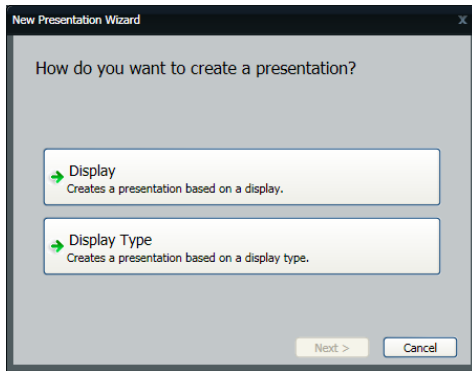 New Presentation Wizard X
How do you want to create a presentation?
Display
Creates a presentation based on a display.
Display Type
Creates a presentation based on a display type.
Next > Cancel